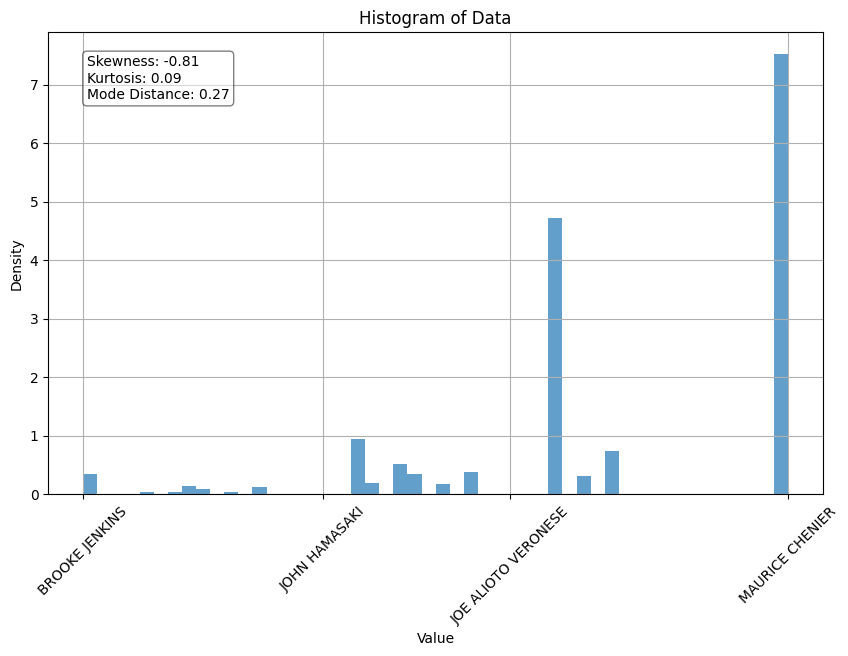 Histogram of Data
Skewness: -0.81
Kurtosis: 0.09
Mode Distance: 0.27
Density
7
6
5
4
3
2
1
0
BROOKE JENKINS
JOHN HAMASAKI
JOE ALIOTO VERONESE
MAURICE CHENIER
Value